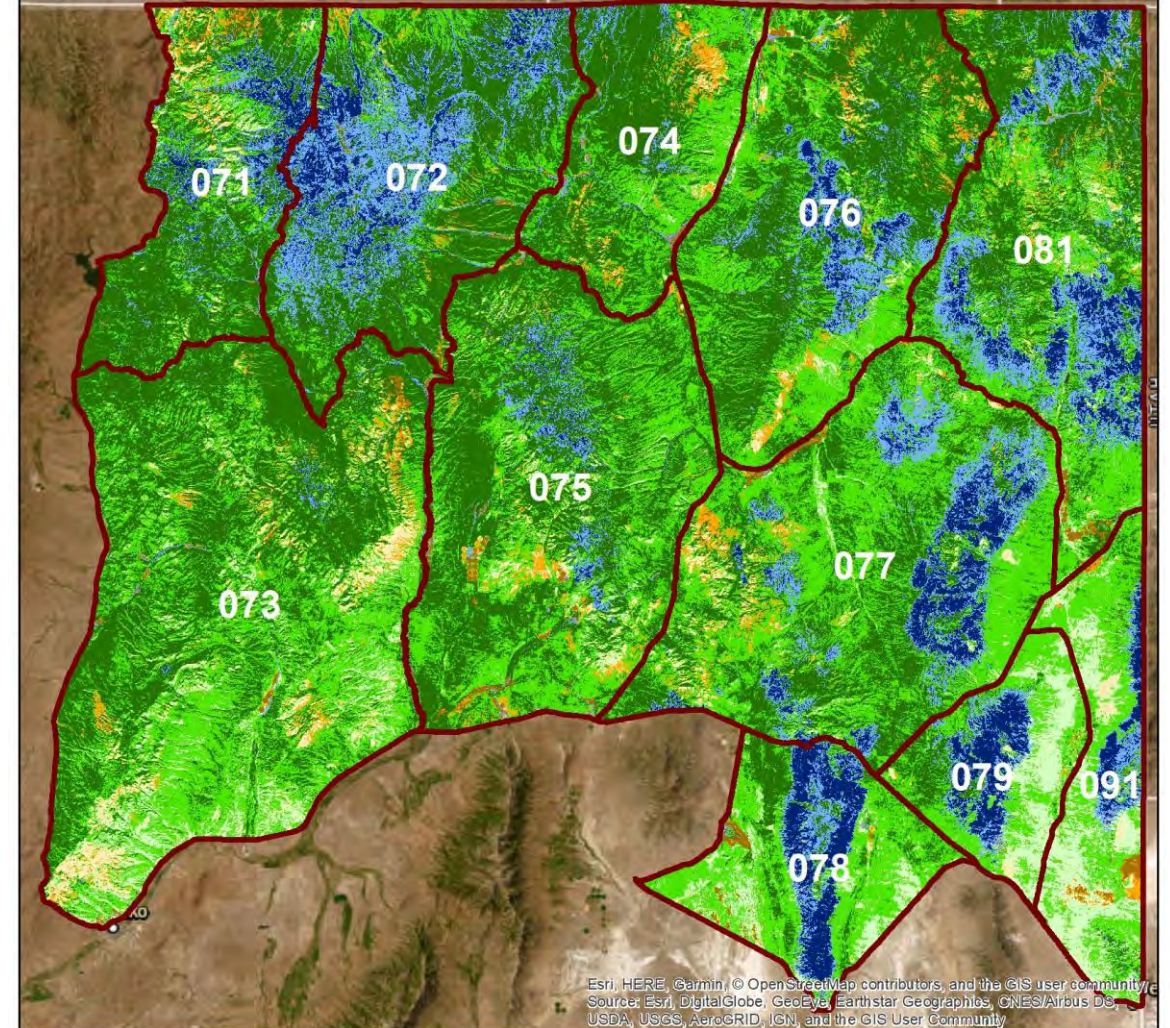 074
071
072
076
081
UTAH
075
077
073
079
091
078
KO
Esri, HERE, Garmin, © OpenStreetMap contributors, and the GIS user community
Source: Esri, DigitalGlobe, GeoEye, Earthstar Geographics, CNES/Airbus DS,
USDA, USGS, AeroGRID, IGN, and the GIS User Community